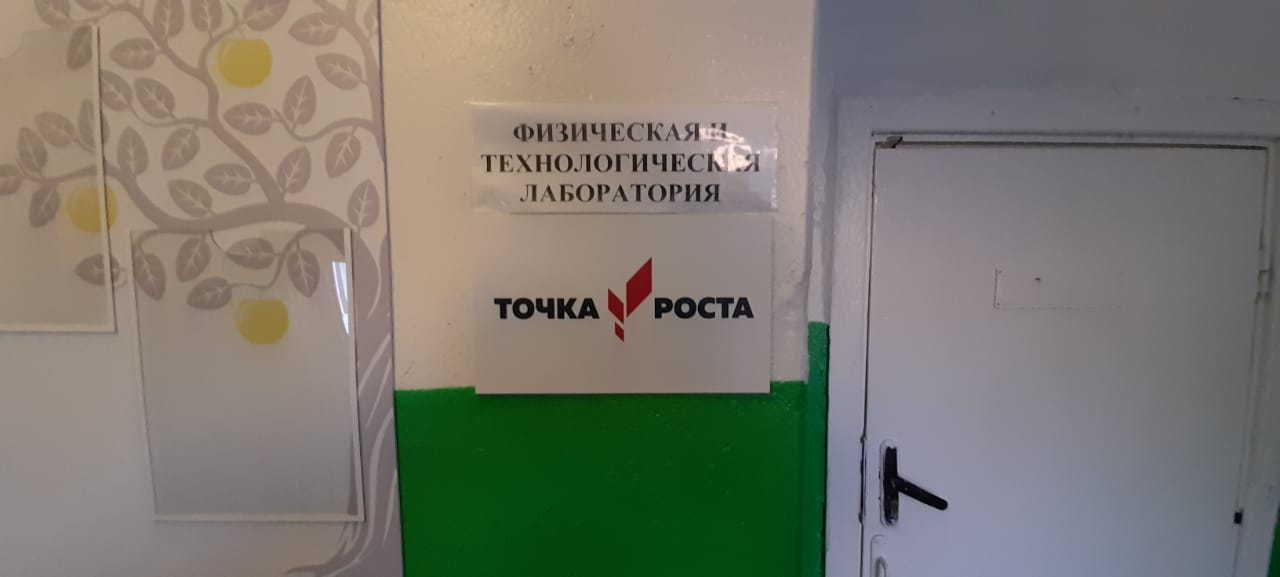 ФИЗИЧЕСКАЯ И
ТЕХНОЛОГИЧЕСКАЯ
ЛАБОРАТОРИЯ
ТОЧКА РОСТА